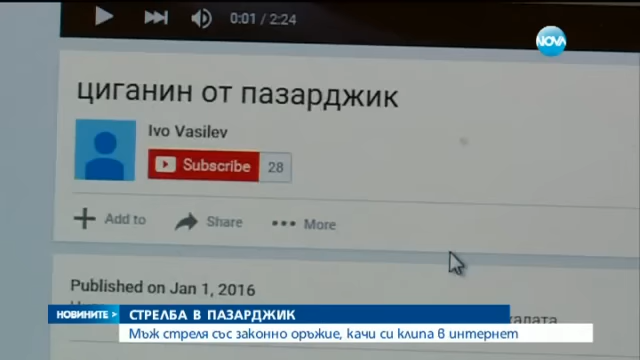 0:01 / 2:24
NOVA
циганин от пазарджик
Ivo Vasilev
Subscribe 28
Add to Share More
Published on Jan 1, 2016
НОВИНИТЕ
СТРЕЛБА В ПАЗАРДЖИК
Мъж стреля със законно оръжие, качи си клипа в интернет